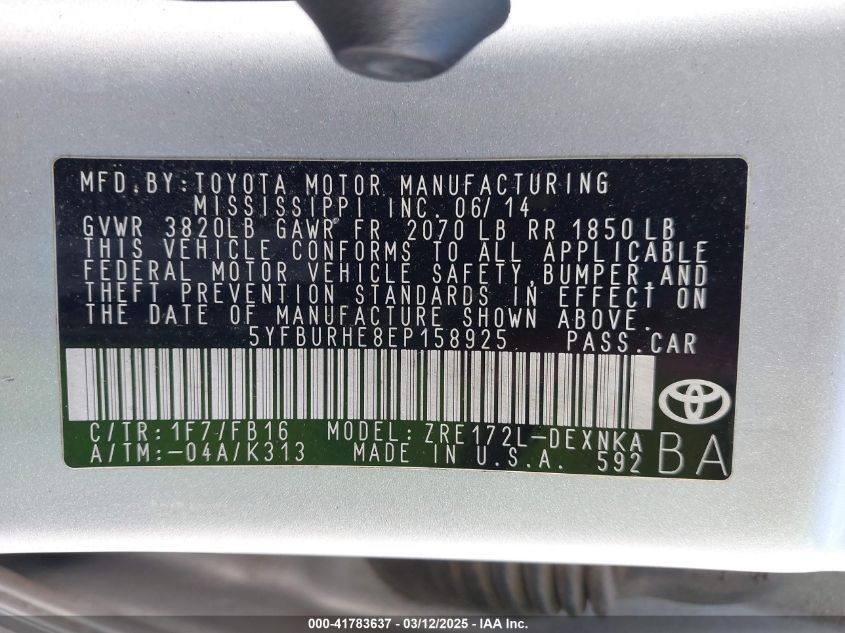 MFD.BY:TOYOTA MOTOR MANUFACTURING
MISSISSIPPI INC. 06/14
GVWR 3820LB GAWR FR 2070 LB RR 1850 LB
THIS VEHICLE CONFORMS TO ALL APPLICABLE
FEDERAL MOTOR VEHICLE SAFETY, BUMPER, AND
THEFT PREVENTION STANDARDS IN EFFECT ON
THE DATE OF MANUFACTURE SHOWN ABOVE.
5YFBURHE8EP158925 PASS.CAR
C/TR:1F7/FB16 MODEL:ZRE172L-DEXNKA
A/TM:-04A/K313 MADE IN U.S.A. 592 BA
000-41783637 - 03/12/2025 - IAA Inc.